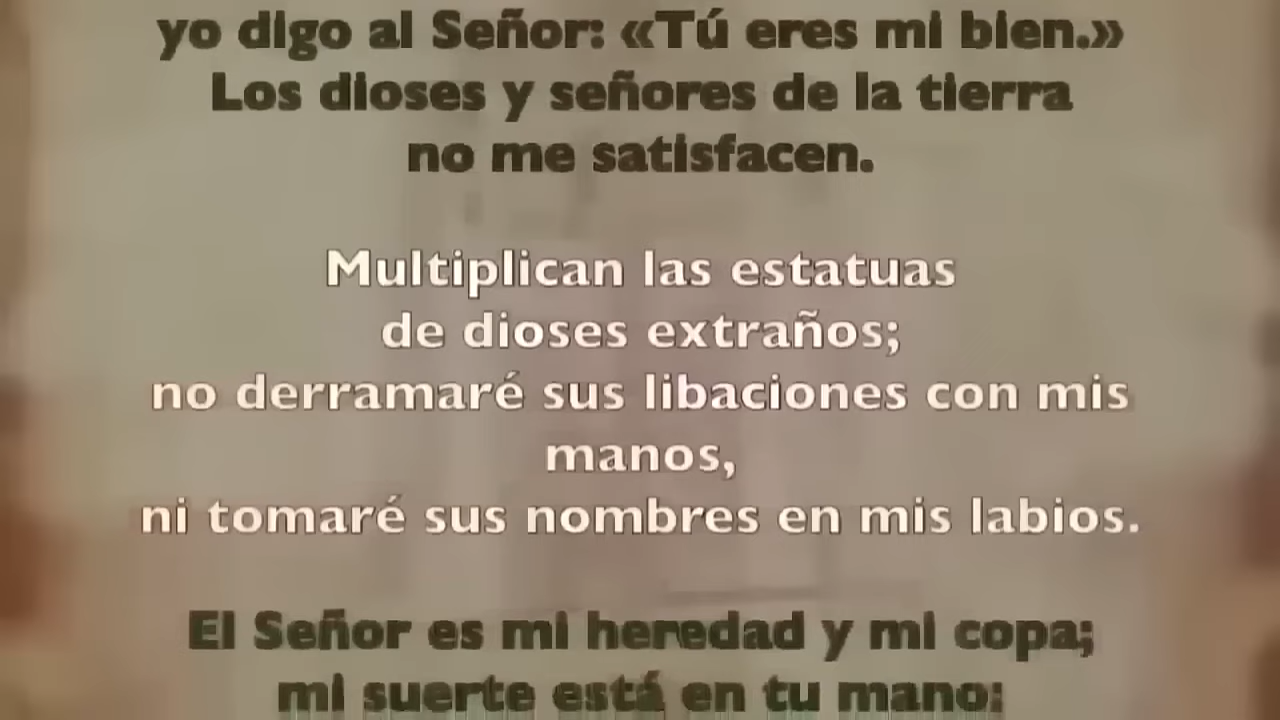 yo digo al Señor: «Tú eres mi bien.»
Los dioses y señores de la tierra
no me satisfacen.
Multiplican las estatuas
de dioses extraños;
no derramaré sus libaciones con mis
manos,
ni tomaré sus nombres en mis labios.
El Señor es mi heredad y mi copa;
mi suerte está en tu mano: